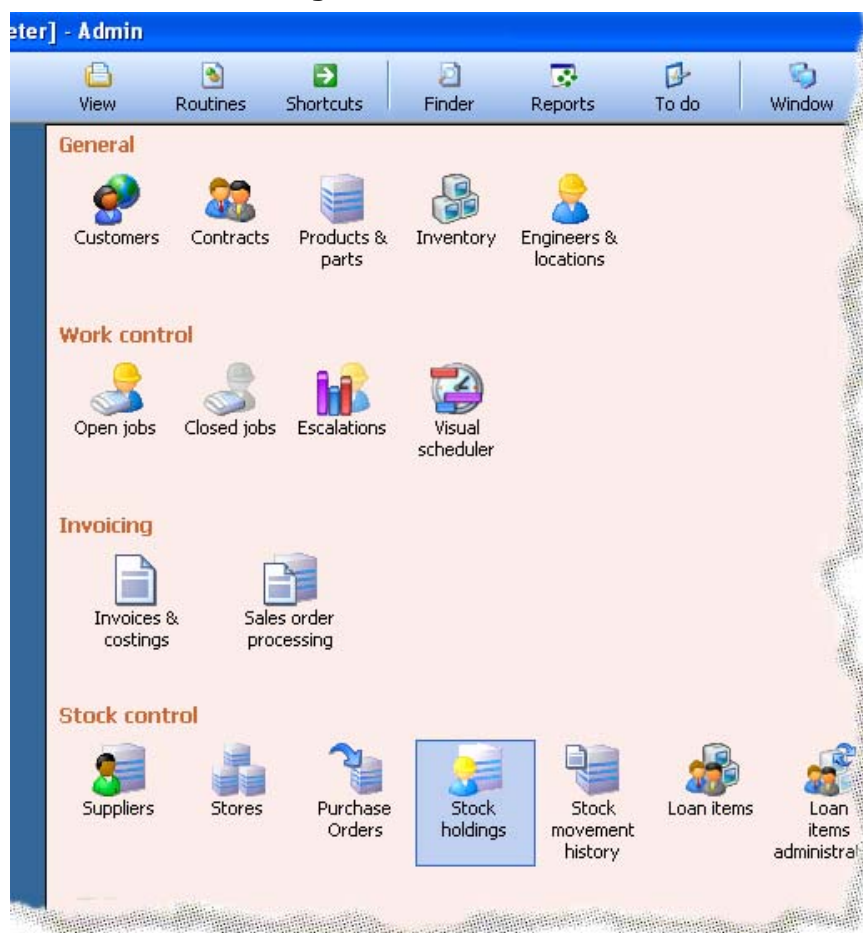 eter] - Admin
View Routines Shortcuts Finder Reports To do Window
General
Customers Contracts Products & Inventory Engineers &
parts locations
Work control
Open jobs Closed jobs Escalations Visual
scheduler
Invoicing
Invoices & Sales order
costings processing
Stock control
Suppliers Stores Purchase Stock Stock Loan items Loan
Orders holdings movement items
history administrat